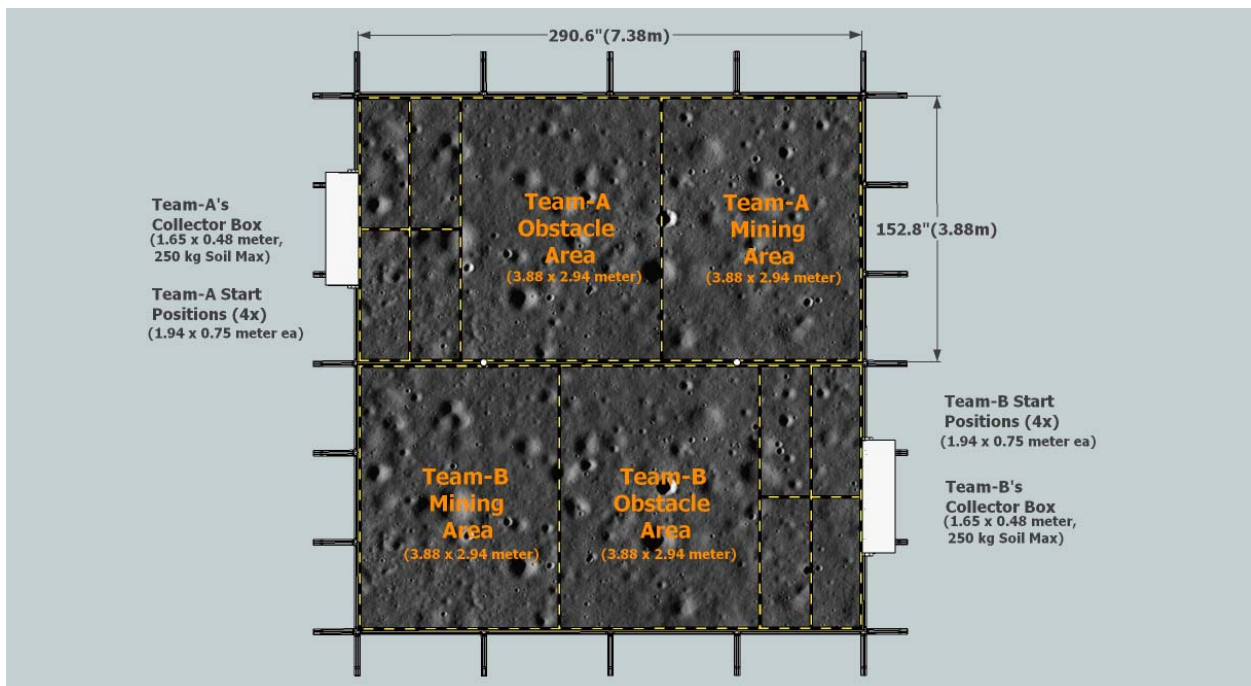 290.6"(7.38m)
Team-A's
Collector Box
(1.65 x 0.48 meter,
250 kg Soil Max)
Team-A Start
Positions (4x)
(1.94 x 0.75 meter ea)
Team-A
Obstacle
Area
(3.88 x 2.94 meter)
Team-A
Mining
Area
(3.88 x 2.94 meter)
152.8"(3.88m)
Team-B
Mining
Area
(3.88 x 2.94 meter)
Team-B
Obstacle
Area
(3.88 x 2.94 meter)
Team-B Start
Positions (4x)
(1.94 x 0.75 meter ea)
Team-B's
Collector Box
(1.65 x 0.48 meter,
250 kg Soil Max)